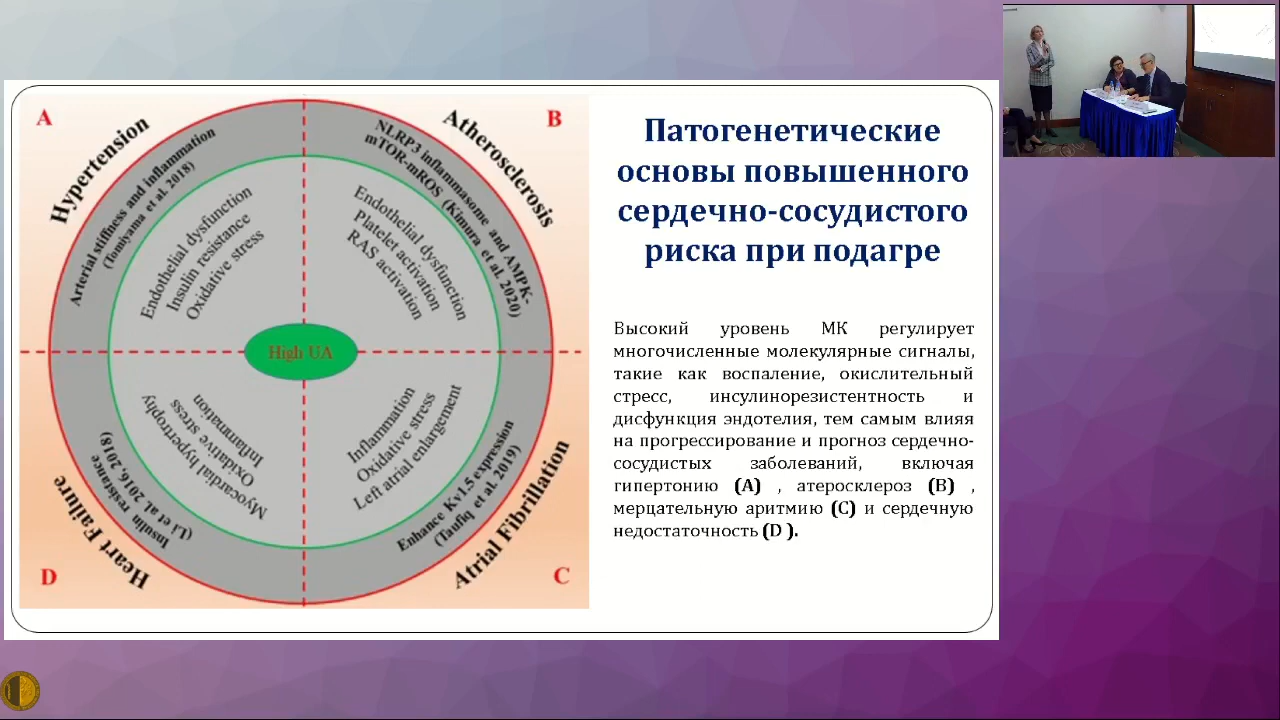 A
B
Hypertension
Atherosclerosis
Arterial stiffness and inflammation
(Tomiyama et al. 2018)
NLRP3 inflammasome and AMPK-
mTOR-mROS (Kimura et al. 2020)
Endothelial dysfunction
Insulin resistance
Oxidative stress
Endothelial dysfunction
Platelet activation
RAS activation
High UA
Myocardial hypertrophy
Oxidative stress
Inflammation
Inflammation
Oxidative stress
Left atrial enlargement
Insulin resistance
(Li et al. 2016, 2018)
Enhance Kv1.5 expression
(Taufiq et al. 2019)
Heart Failure
Atrial Fibrillation
D
C
Патогенетические
основы повышенного
сердечно-сосудистого
риска при подагре
Высокий уровень МК регулирует
многочисленные молекулярные сигналы,
такие как воспаление, окислительный
стресс, инсулинорезистентность и
дисфункция эндотелия, тем самым влияя
на прогрессирование и прогноз сердечно-
сосудистых заболеваний, включая
гипертонию (A) , атеросклероз (B) ,
мерцательную аритмию (C) и сердечную
недостаточность (D ).